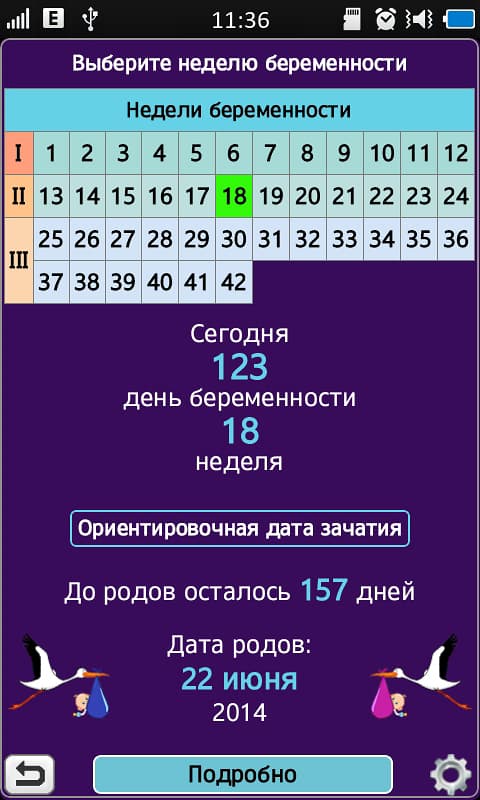 E 11:36
Выберите неделю беременности
Недели беременности
I 1 2 3 4 5 6 7 8 9 10 11 12
II 13 14 15 16 17 18 19 20 21 22 23 24
III 25 26 27 28 29 30 31 32 33 34 35 36
37 38 39 40 41 42
Сегодня
123
день беременности
18
неделя
Ориентировочная дата зачатия
До родов осталось 157 дней
Дата родов:
22 июня
2014
Подробно